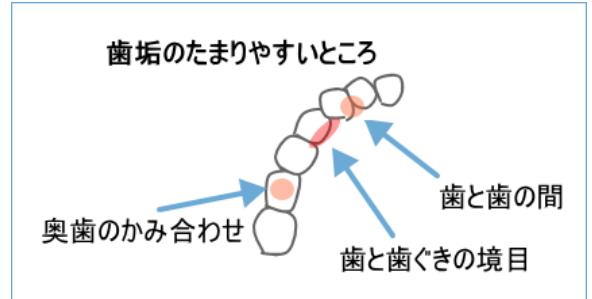 歯垢のたまりやすいところ
歯と歯の間
奥歯のかみ合わせ
歯と歯ぐきの境目